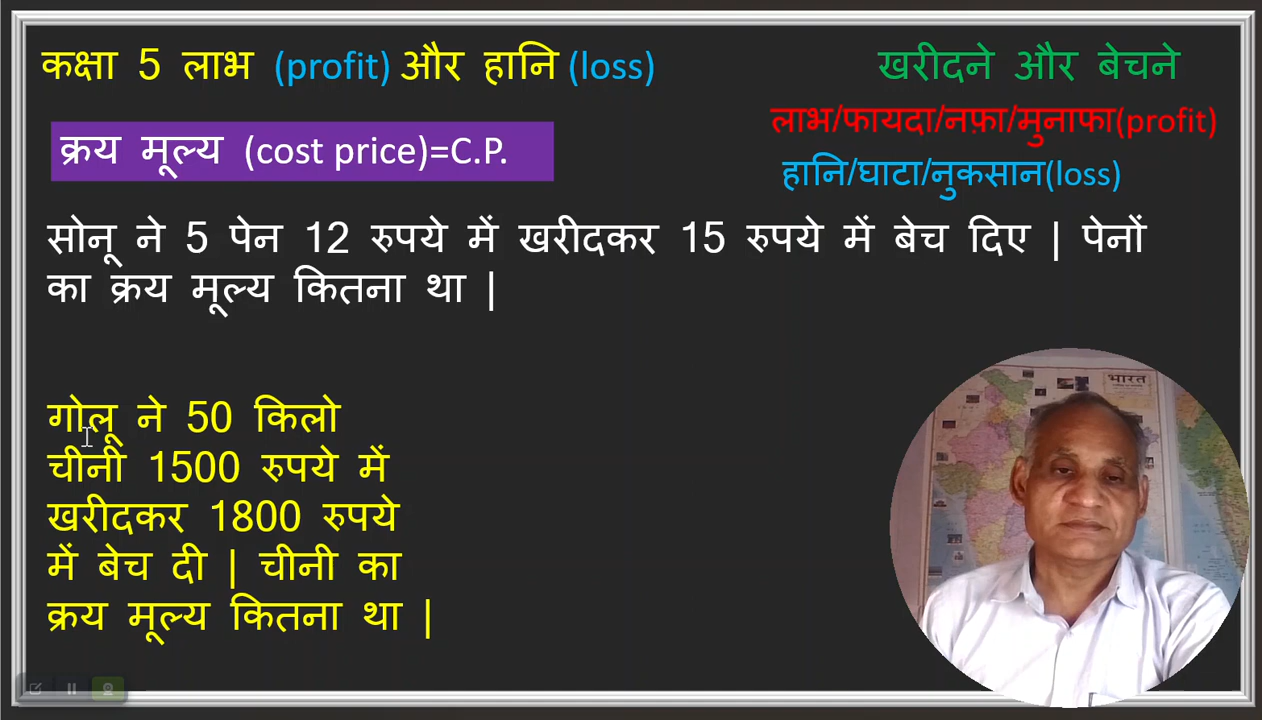 कक्षा 5 लाभ (profit) और हानि (loss)
खरीदने और बेचने
लाभ/फायदा/नफ़ा/मुनाफा(profit)
क्रय मूल्य (cost price)=C.P.
हानि/घाटा/नुकसान(loss)
सोनू ने 5 पेन 12 रुपये में खरीदकर 15 रुपये में बेच दिए | पेनों
का क्रय मूल्य कितना था |
गोलू ने 50 किलो
चीनी 1500 रुपये में
खरीदकर 1800 रुपये
में बेच दी | चीनी का
क्रय मूल्य कितना था |
भारत